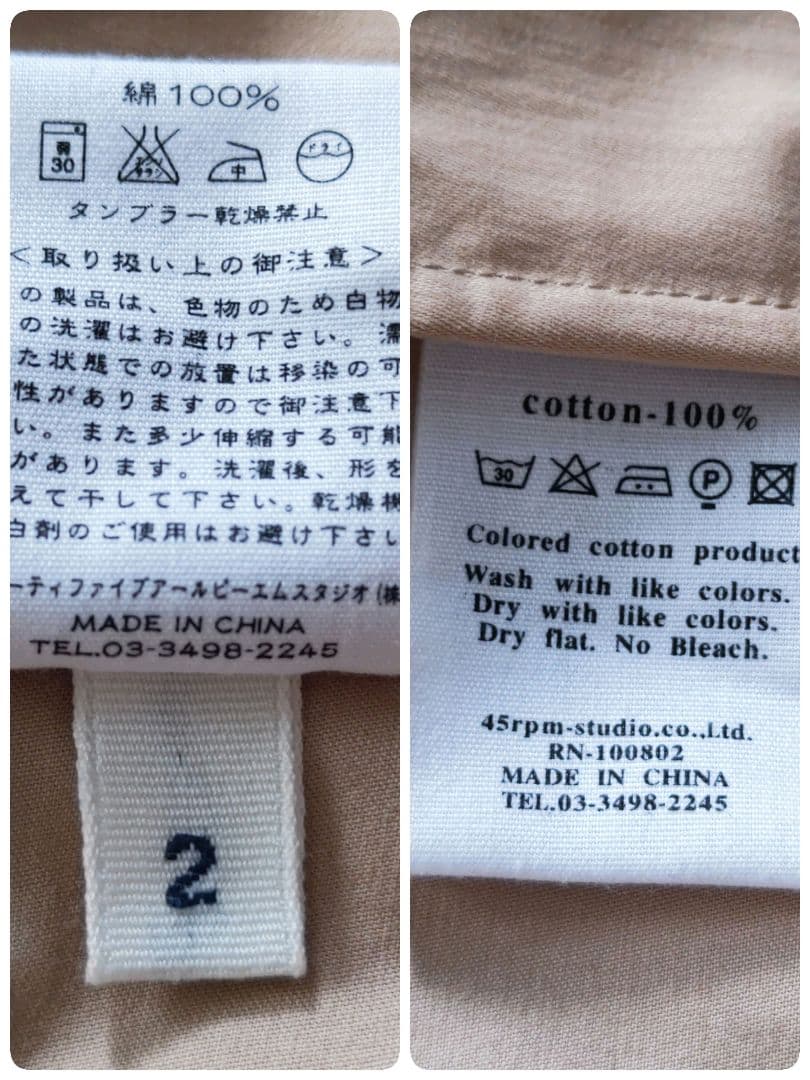 綿 100%
弱
30
エンソ
サラシ
中
ドライ
タンブラー乾燥禁止
<取り扱い上の御注意>
の製品は、色物のため白物
の洗濯はお避け下さい。濡
た状態での放置は移染の可
性がありますので御注意下
い。また多少伸縮する可能
があります。洗濯後、形を
えて干して下さい。乾燥機
白剤のご使用はお避け下さい
ーティファイブアールピーエムスタジオ(株
MADE IN CHINA
TEL.03-3498-2245
2
cotton-100%
30
P
Colored cotton product
Wash with like colors.
Dry with like colors.
Dry flat. No Bleach.
45rpm-studio.co.,Ltd.
RN-100802
MADE IN CHINA
TEL.03-3498-2245